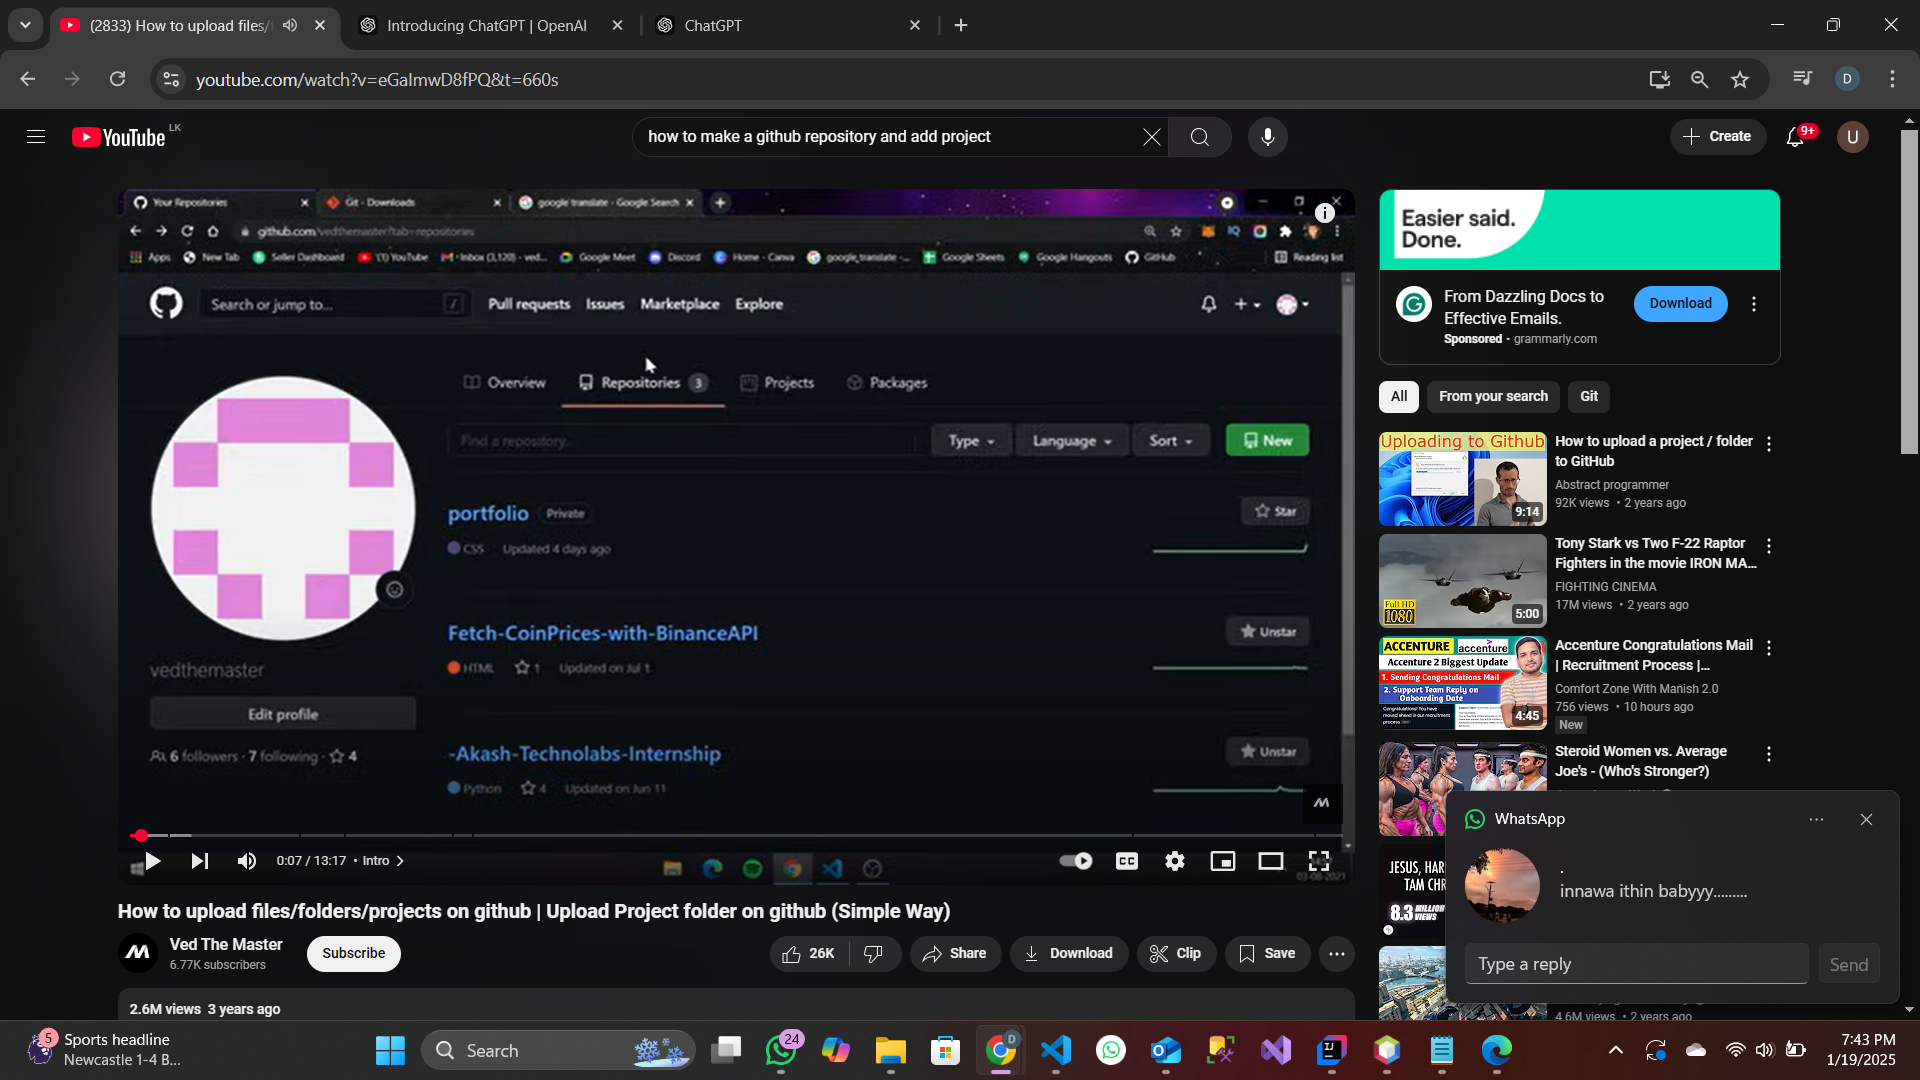 (2833) How to upload files/f
Introducing ChatGPT | OpenAI
ChatGPT
youtube.com/watch?v=eGaImwD8fPQ&t=660s
D
YouTube LK
how to make a github repository and add project
Create
9+
U
Your Repositories
Git - Downloads
google translate - Google Search
github.com/vedthemaster?tab=repositories
Apps
New Tab
Seller Dashboard
(1) YouTube
Inbox (3,120) - ved...
Google Meet
Discord
Home - Canva
google translate -...
Google Sheets
Google Hangouts
GitHub
Reading list
Search or jump to...
/
Pull requests
Issues
Marketplace
Explore
Overview
Repositories 3
Projects
Packages
Find a repository...
Type
Language
Sort
New
portfolio
Private
Star
CSS
Updated 4 days ago
Fetch-CoinPrices-with-BinanceAPI
Unstar
HTML
1
Updated on Jul 1
-Akash-Technolabs-Internship
Unstar
Python
4
Updated on Jun 11
vedthemaster
Edit profile
6 followers · 7 following · 4
0:07 / 13:17 • Intro
CC
03-08-2021
How to upload files/folders/projects on github | Upload Project folder on github (Simple Way)
Ved The Master
6.77K subscribers
Subscribe
26K
Share
Download
Clip
Save
2.6M views 3 years ago
Easier said.
Done.
From Dazzling Docs to
Effective Emails.
Sponsored · grammarly.com
Download
All
From your search
Git
Uploading to Github
9:14
How to upload a project / folder
to GitHub
Abstract programmer
92K views • 2 years ago
Full HD
1080
5:00
Tony Stark vs Two F-22 Raptor
Fighters in the movie IRON MA...
FIGHTING CINEMA
17M views • 2 years ago
ACCENTURE accenture
Accenture 2 Biggest Update
1. Sending Congratulations Mail
2. Support Team Reply on
Onboarding Date
4:45
Accenture Congratulations Mail
| Recruitment Process |...
Comfort Zone With Manish 2.0
756 views • 10 hours ago
New
Steroid Women vs. Average
Joe's - (Who's Stronger?)
JESUS, HAR
TAM CHR
8.3 MILLION
VIEWS
4.6M views • 2 years ago
WhatsApp
.
innawa ithin babyyy.........
Type a reply
Send
5
Sports headline
Newcastle 1-4 B...
Search
24
D
7:43 PM
1/19/2025